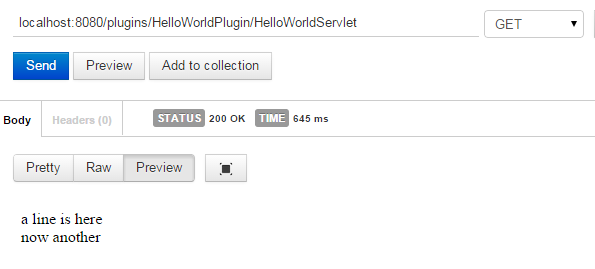 localhost:8080/plugins/HelloWorldPlugin/HelloWorldServlet GET
Send Preview Add to collection
Body Headers (0) STATUS 200 OK TIME 645 ms
Pretty Raw Preview
a line is here
now another